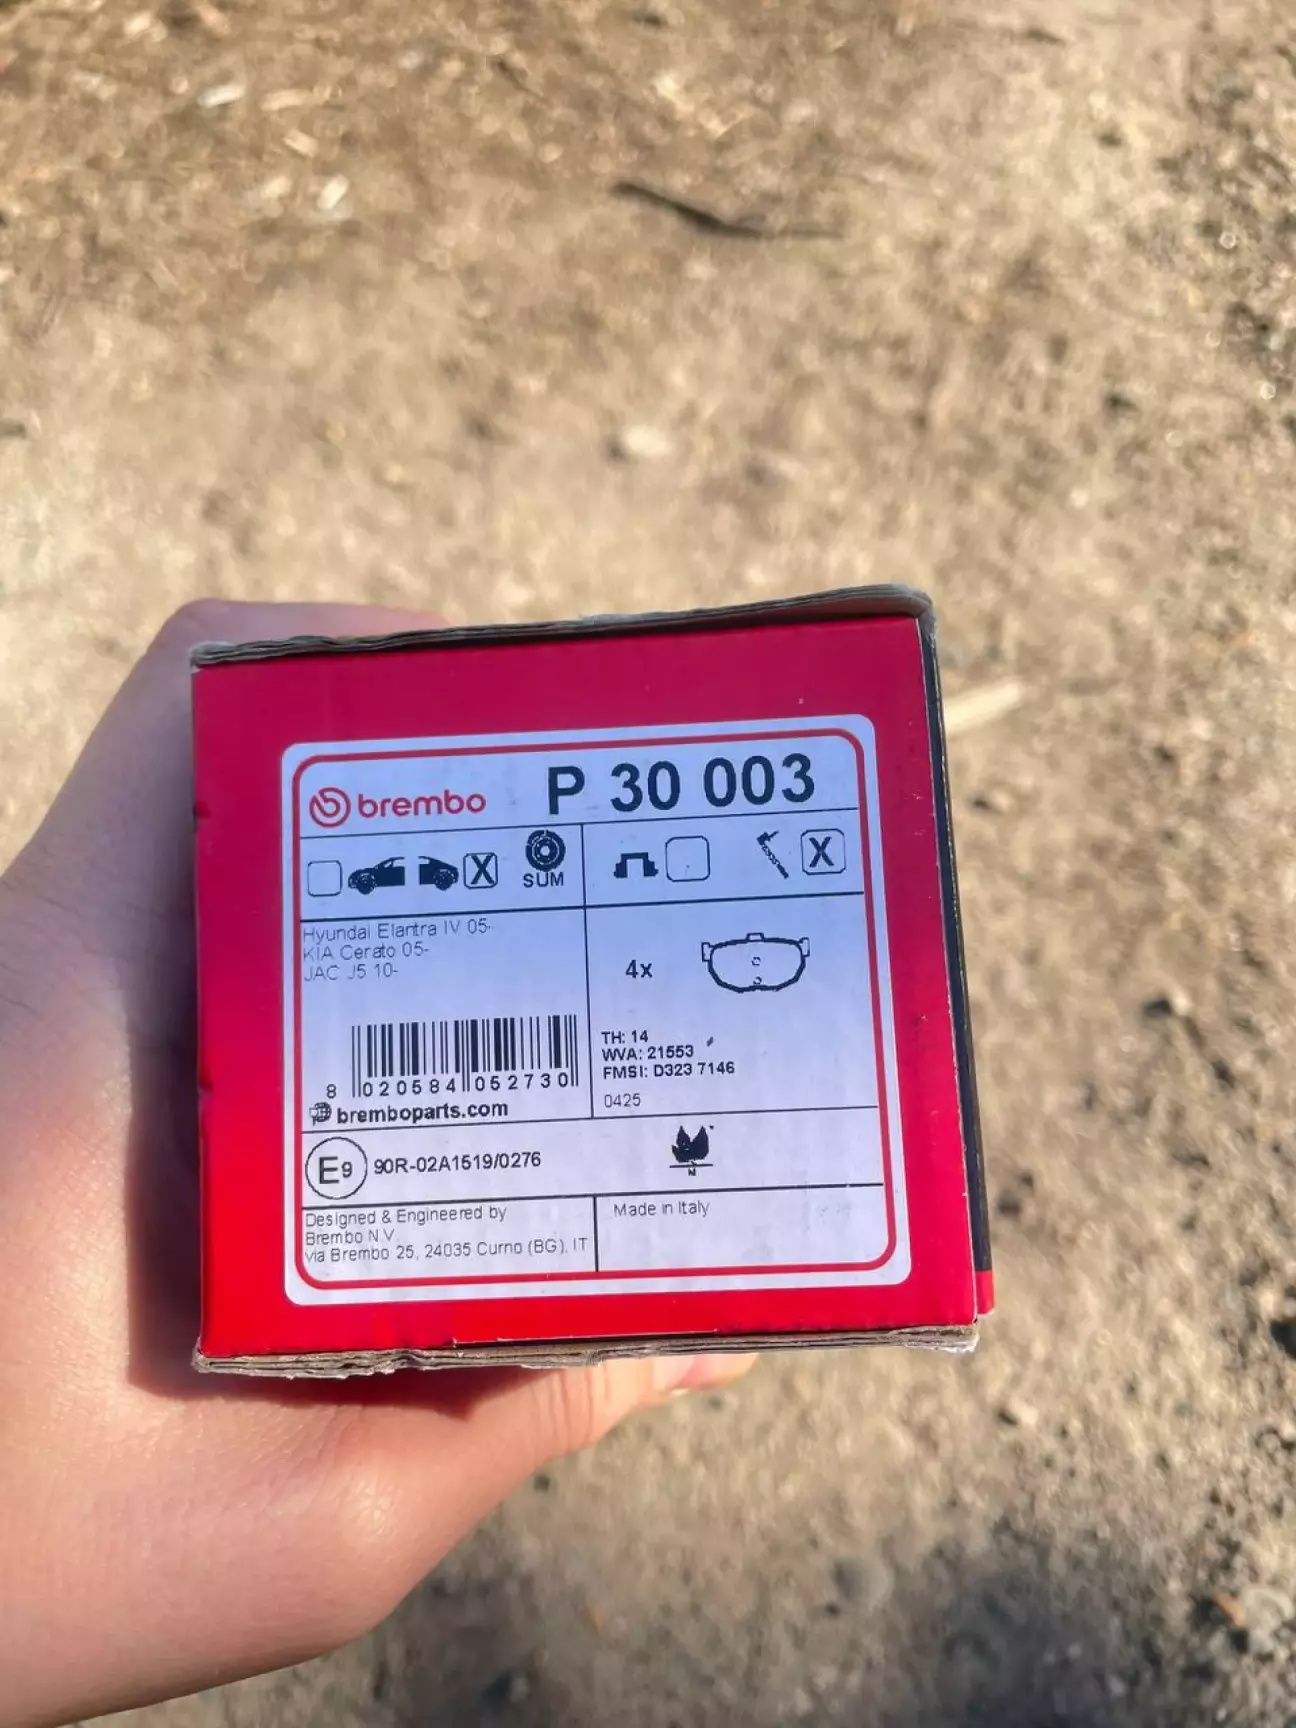 brembo P 30 003
X SUM X
Hyundai Elantra IV 05-
KIA Cerato 05-
JAC J5 10-
4x
TH: 14
WVA: 21553
FMSI: D323 7146
0425
8 020584 052730
bremboparts.com
E9 90R-02A1519/0276
N
Designed & Engineered by
Brembo N.V.
via Brembo 25, 24035 Curno (BG), IT
Made in Italy